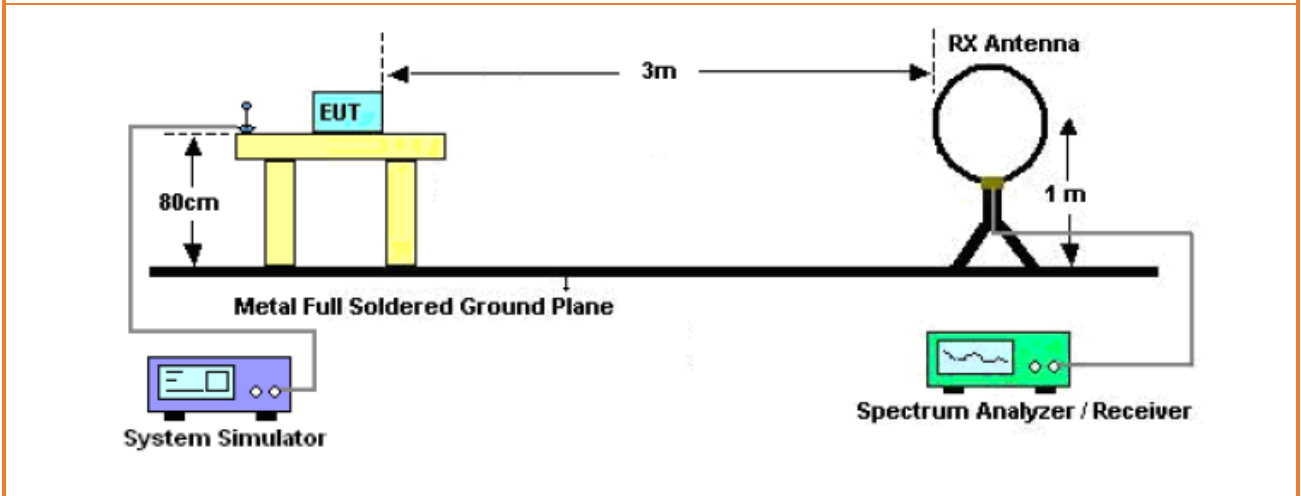 RX Antenna
3m
EUT
80cm
1 m
Metal Full Soldered Ground Plane
System Simulator
Spectrum Analyzer / Receiver